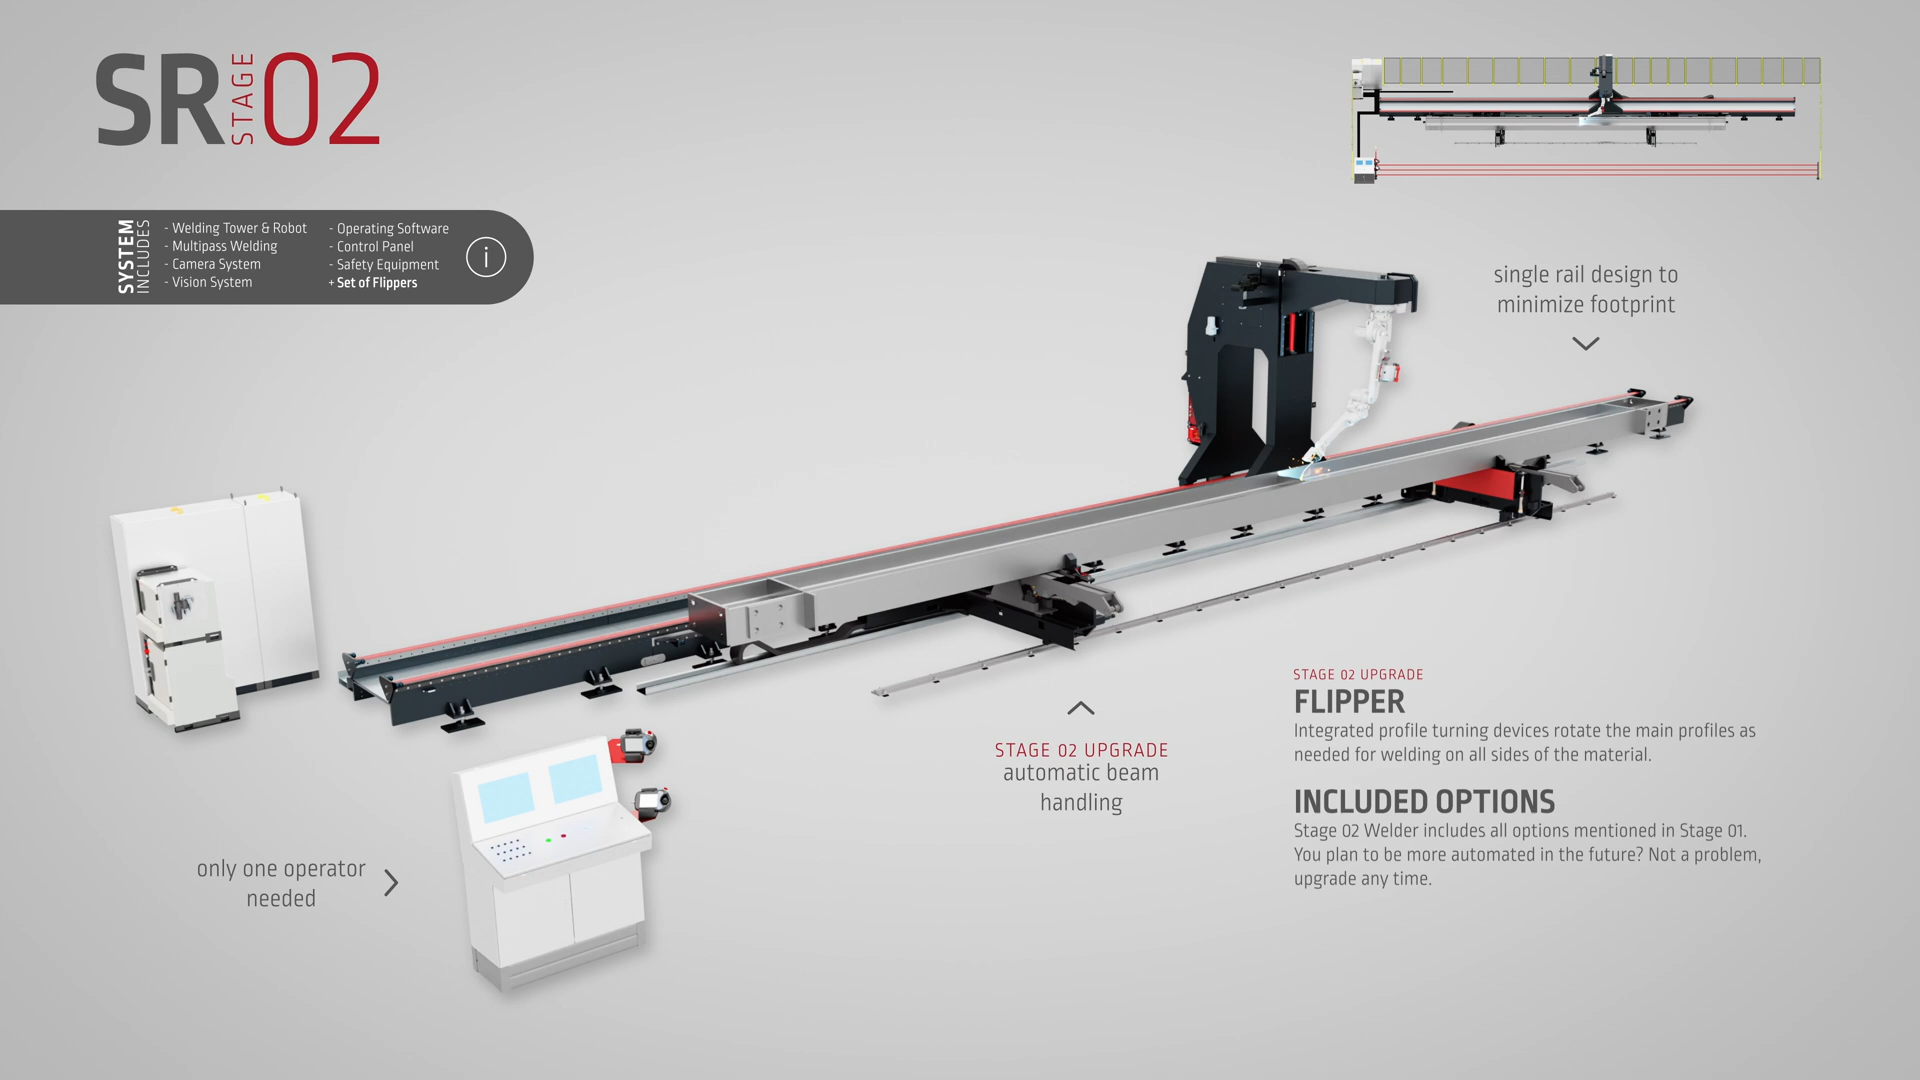 SR STAGE 02
SYSTEM
INCLUDES
- Welding Tower & Robot
- Multipass Welding
- Camera System
- Vision System
- Operating Software
- Control Panel
- Safety Equipment
+ Set of Flippers
i
single rail design to
minimize footprint
STAGE 02 UPGRADE
automatic beam
handling
only one operator
needed
STAGE 02 UPGRADE
FLIPPER
Integrated profile turning devices rotate the main profiles as
needed for welding on all sides of the material.
INCLUDED OPTIONS
Stage 02 Welder includes all options mentioned in Stage 01.
You plan to be more automated in the future? Not a problem,
upgrade any time.